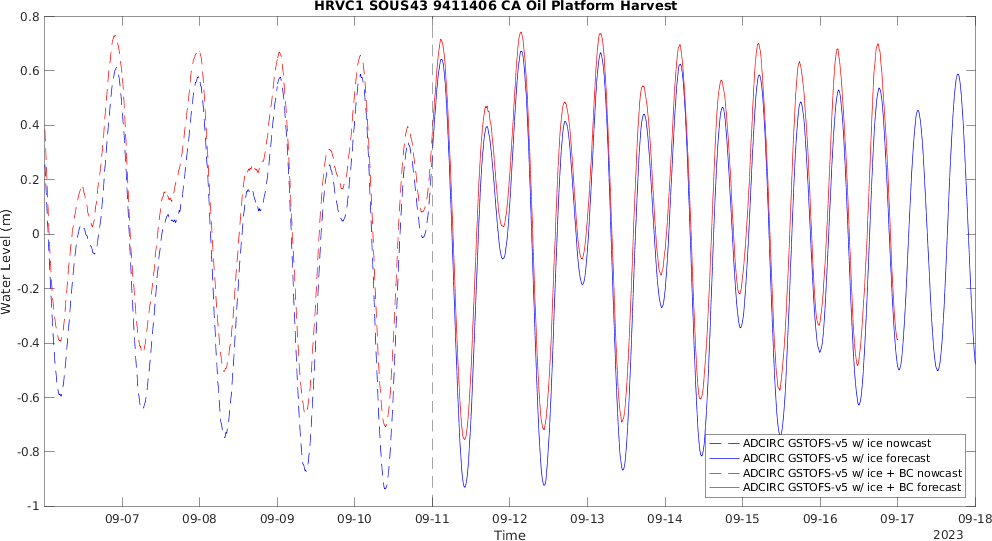 HRVC1 SOUS43 9411406 CA Oil Platform Harvest
0.8
0.6
0.4
0.2
0
-0.2
-0.4
-0.6
-0.8
-1
Water Level (m)
09-07 09-08 09-09 09-10 09-11 09-12 09-13 09-14 09-15 09-16 09-17 09-18
Time
2023
ADCIRC GSTOFS-v5 w/ ice nowcast
ADCIRC GSTOFS-v5 w/ ice forecast
ADCIRC GSTOFS-v5 w/ ice + BC nowcast
ADCIRC GSTOFS-v5 w/ ice + BC forecast